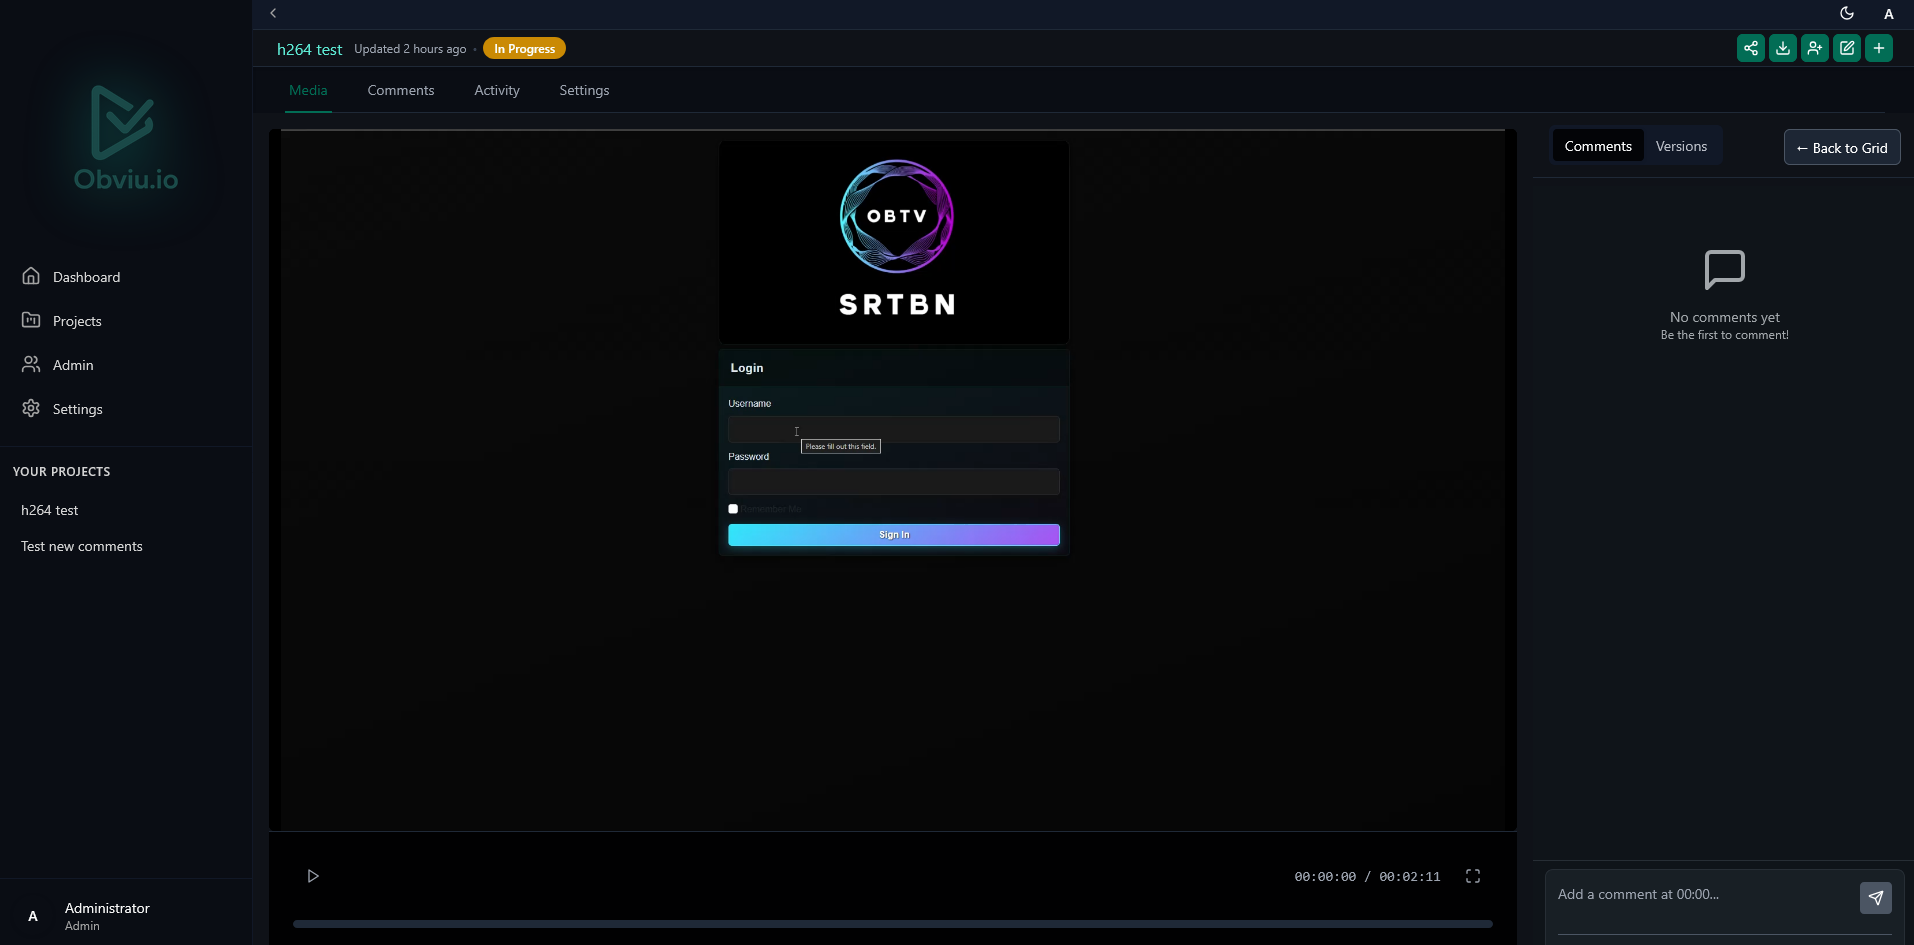 Obviu.io
Dashboard
Projects
Admin
Settings
YOUR PROJECTS
h264 test
Test new comments
A
Administrator
Admin
A
h264 test Updated 2 hours ago • In Progress
Media Comments Activity Settings
OBTV
SRTBN
Login
Username
Please fill out this field.
Password
Remember Me
Sign In
00:00:00 / 00:02:11
Comments Versions ← Back to Grid
No comments yet
Be the first to comment!
Add a comment at 00:00...